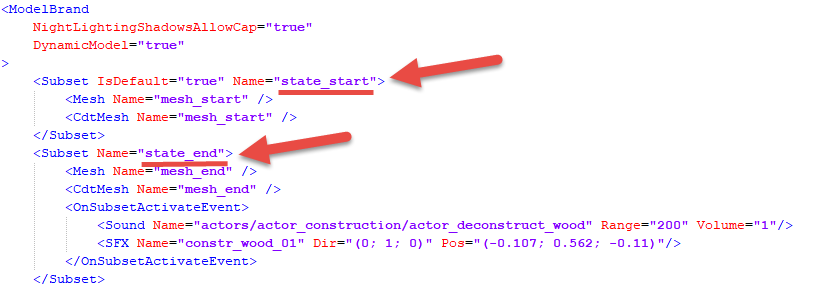 <ModelBrand
NightLightingShadowsAllowCap="true"
DynamicModel="true"
>
<Subset IsDefault="true" Name="state_start">
<Mesh Name="mesh_start" />
<CdtMesh Name="mesh_start" />
</Subset>
<Subset Name="state_end">
<Mesh Name="mesh_end" />
<CdtMesh Name="mesh_end" />
<OnSubsetActivateEvent>
<Sound Name="actors/actor_construction/actor_deconstruct_wood" Range="200" Volume="1"/>
<SFX Name="constr_wood_01" Dir="(0; 1; 0)" Pos="(-0.107; 0.562; -0.11)"/>
</OnSubsetActivateEvent>
</Subset>